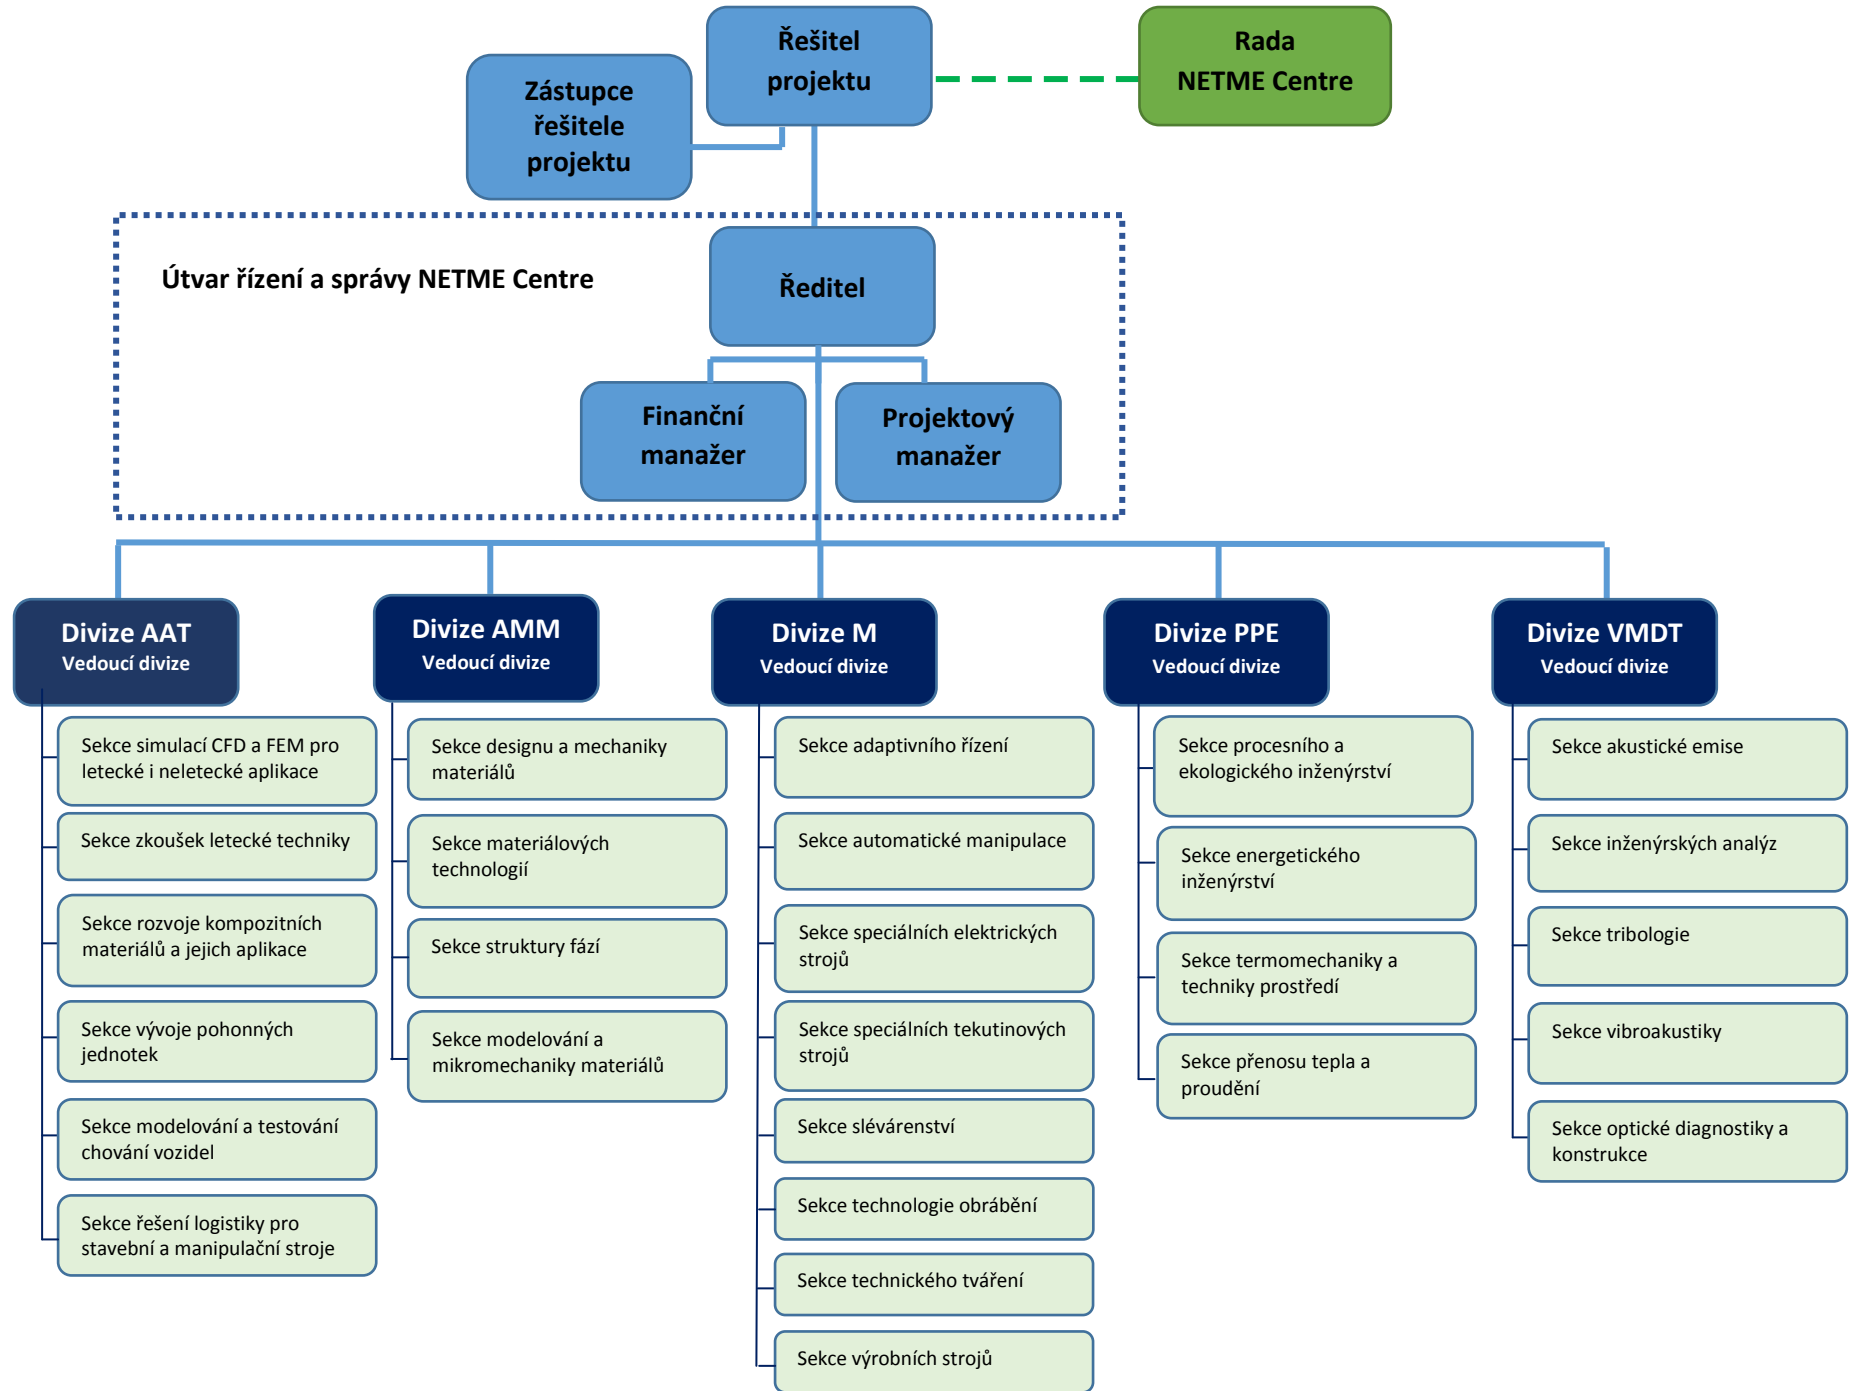 Řešitel
projektu
Rada
NETME Centre
Zástupce
řešitele
projektu
Útvar řízení a správy NETME Centre
Ředitel
Finanční
manažer
Projektový
manažer
Divize AAT
Vedoucí divize
Sekce simulací CFD a FEM pro
letecké i neletecké aplikace
Sekce zkoušek letecké techniky
Sekce rozvoje kompozitních
materiálů a jejich aplikace
Sekce vývoje pohonných
jednotek
Sekce modelování a testování
chování vozidel
Sekce řešení logistiky pro
stavební a manipulační stroje
Divize AMM
Vedoucí divize
Sekce designu a mechaniky
materiálů
Sekce materiálových
technologií
Sekce struktury fází
Sekce modelování a
mikromechaniky materiálů
Divize M
Vedoucí divize
Sekce adaptivního řízení
Sekce automatické manipulace
Sekce speciálních elektrických
strojů
Sekce speciálních tekutinových
strojů
Sekce slévárenství
Sekce technologie obrábění
Sekce technického tváření
Sekce výrobních strojů
Divize PPE
Vedoucí divize
Sekce procesního a
ekologického inženýrství
Sekce energetického
inženýrství
Sekce termomechaniky a
techniky prostředí
Sekce přenosu tepla a
proudění
Divize VMDT
Vedoucí divize
Sekce akustické emise
Sekce inženýrských analýz
Sekce tribologie
Sekce vibroakustiky
Sekce optické diagnostiky a
konstrukce